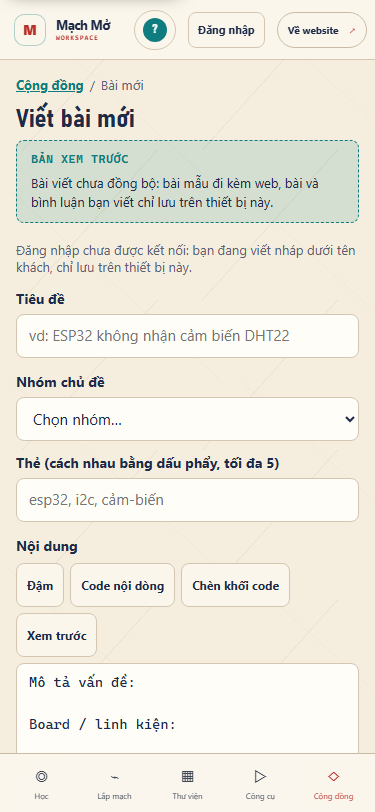 M
Mạch Mở
WORKSPACE
?
Đăng nhập
Về website ↗
Cộng đồng / Bài mới
Viết bài mới
BẢN XEM TRƯỚC
Bài viết chưa đồng bộ: bài mẫu đi kèm web, bài và
bình luận bạn viết chỉ lưu trên thiết bị này.
Đăng nhập chưa được kết nối: bạn đang viết nháp dưới tên
khách, chỉ lưu trên thiết bị này.
Tiêu đề
vd: ESP32 không nhận cảm biến DHT22
Nhóm chủ đề
Chọn nhóm...
Thẻ (cách nhau bằng dấu phẩy, tối đa 5)
esp32, i2c, cảm-biến
Nội dung
Đậm
Code nội dòng
Chèn khối code
Xem trước
Mô tả vấn đề:
Board / linh kiện:
Học
Lắp mạch
Thư viện
Công cụ
Cộng đồng